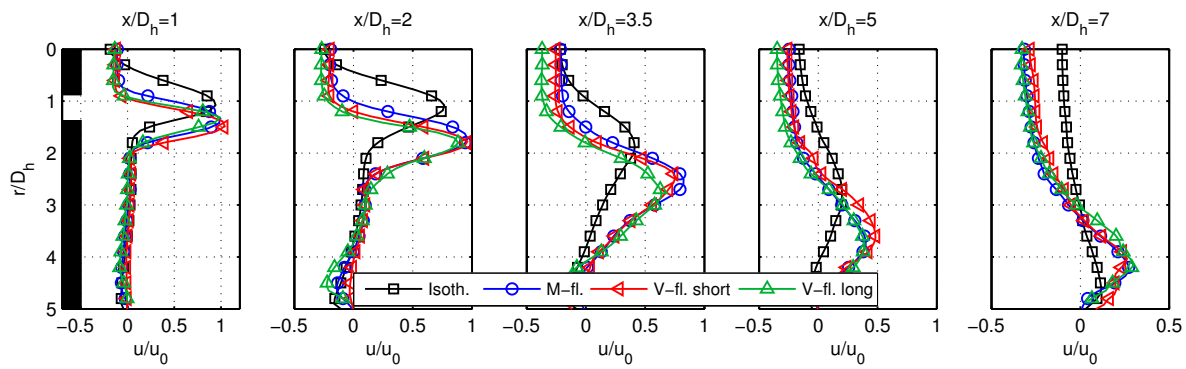 x/D_h=1 x/D_h=2 x/D_h=3.5 x/D_h=5 x/D_h=7
0
1
2
3
4
5
r/D_h
Isoth. M-fl. V-fl. short V-fl. long
−0.5 0 0.5 1 −0.5 0 0.5 1 −0.5 0 0.5 1 −0.5 0 0.5 1 −0.5 0 0.5
u/u_0 u/u_0 u/u_0 u/u_0 u/u_0